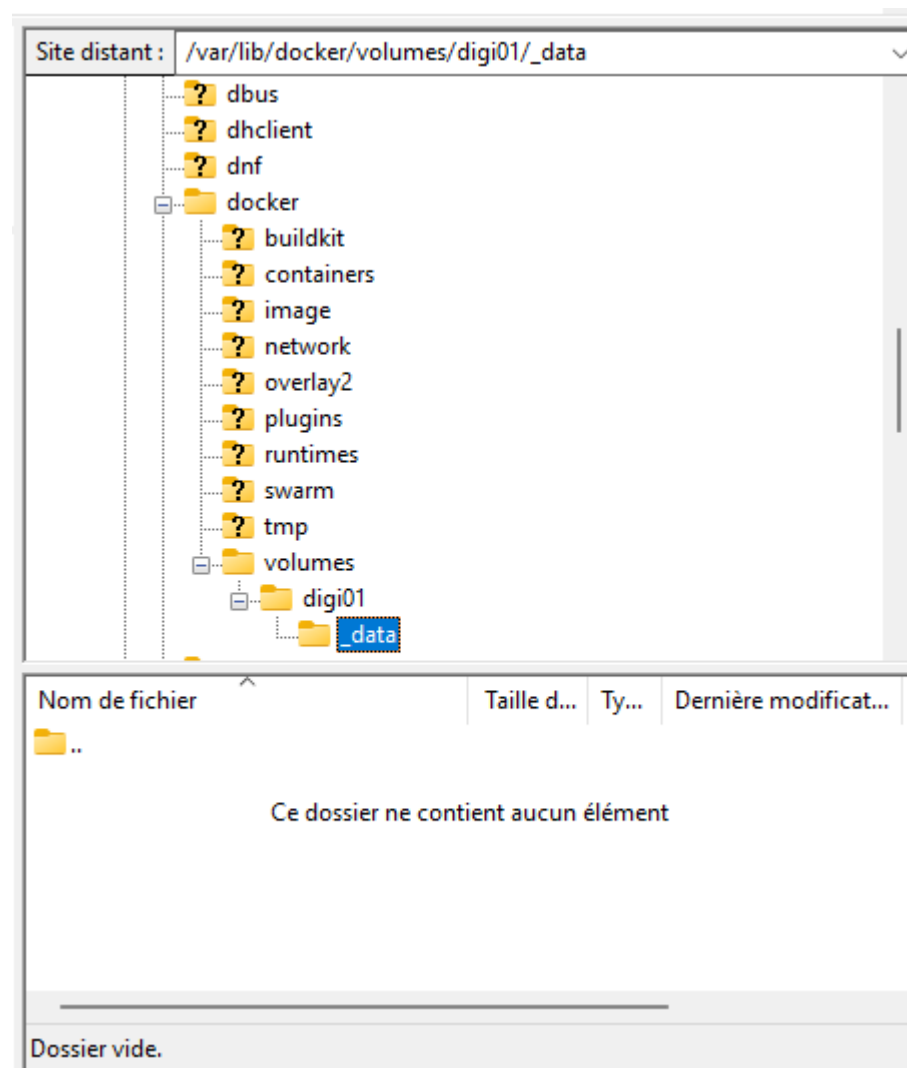 Site distant : /var/lib/docker/volumes/digi01/_data
dbus
dhclient
dnf
docker
buildkit
containers
image
network
overlay2
plugins
runtimes
swarm
tmp
volumes
digi01
_data
Nom de fichier Taille d... Ty... Dernière modificat...
..
Ce dossier ne contient aucun élément
Dossier vide.